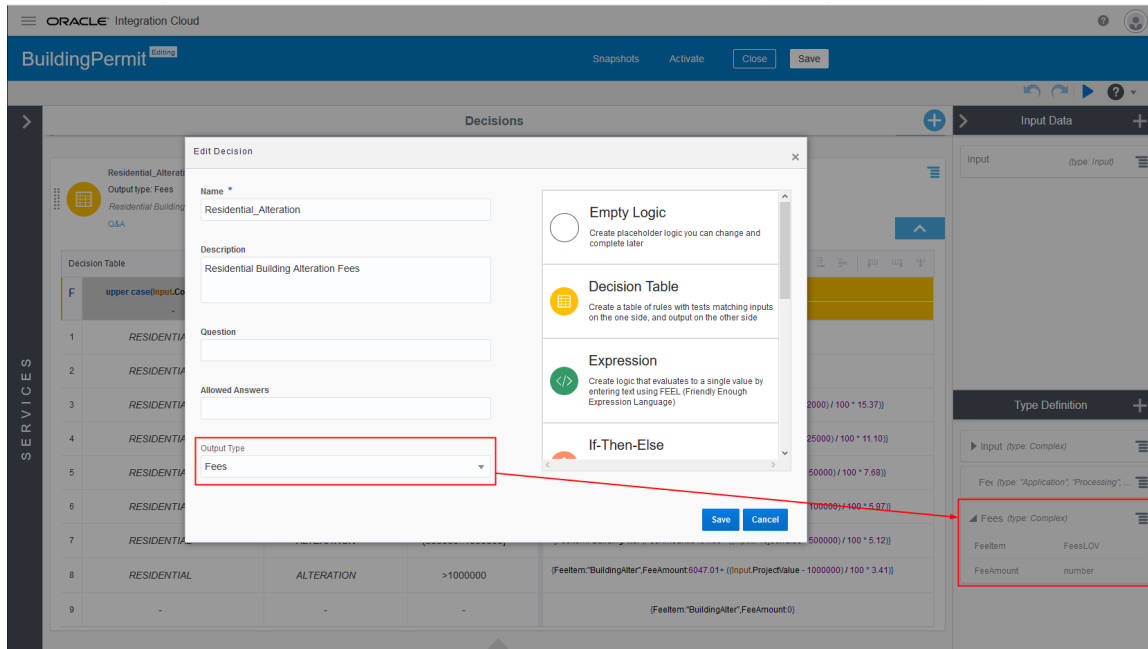 ORACLE Integration Cloud
BuildingPermit Editing
Snapshots Activate Close Save
Decisions
Input Data
Input (type: Input)
Residential_Alterati
Output type: Fees
Residential Building
Q&A
Decision Table
F upper case(Input.Co
-
1 RESIDENTIA
2 RESIDENTIA
3 RESIDENTIA 2000) / 100 * 15.37)}
4 RESIDENTIA 25000) / 100 * 11.10)}
5 RESIDENTIA 50000) / 100 * 7.68)}
6 RESIDENTIA 100000) / 100 * 5.97)}
7 RESIDENTIAL 500000) / 100 * 5.12)}
8 RESIDENTIAL ALTERATION >1000000 {FeeItem:"BuildingAlter",FeeAmount:6047.01+ ((Input.ProjectValue - 1000000) / 100 * 3.41)}
9 - - - {FeeItem:"BuildingAlter",FeeAmount:0}
SERVICES
Edit Decision
Name *
Residential_Alteration
Description
Residential Building Alteration Fees
Question
Allowed Answers
Output Type
Fees
Empty Logic
Create placeholder logic you can change and
complete later
Decision Table
Create a table of rules with tests matching inputs
on the one side, and output on the other side
Expression
Create logic that evaluates to a single value by
entering text using FEEL (Friendly Enough
Expression Language)
If-Then-Else
Save Cancel
Type Definition
Input (type: Complex)
Fee (type: "Application", "Processing", ...
Fees (type: Complex)
FeeItem FeesLOV
FeeAmount number